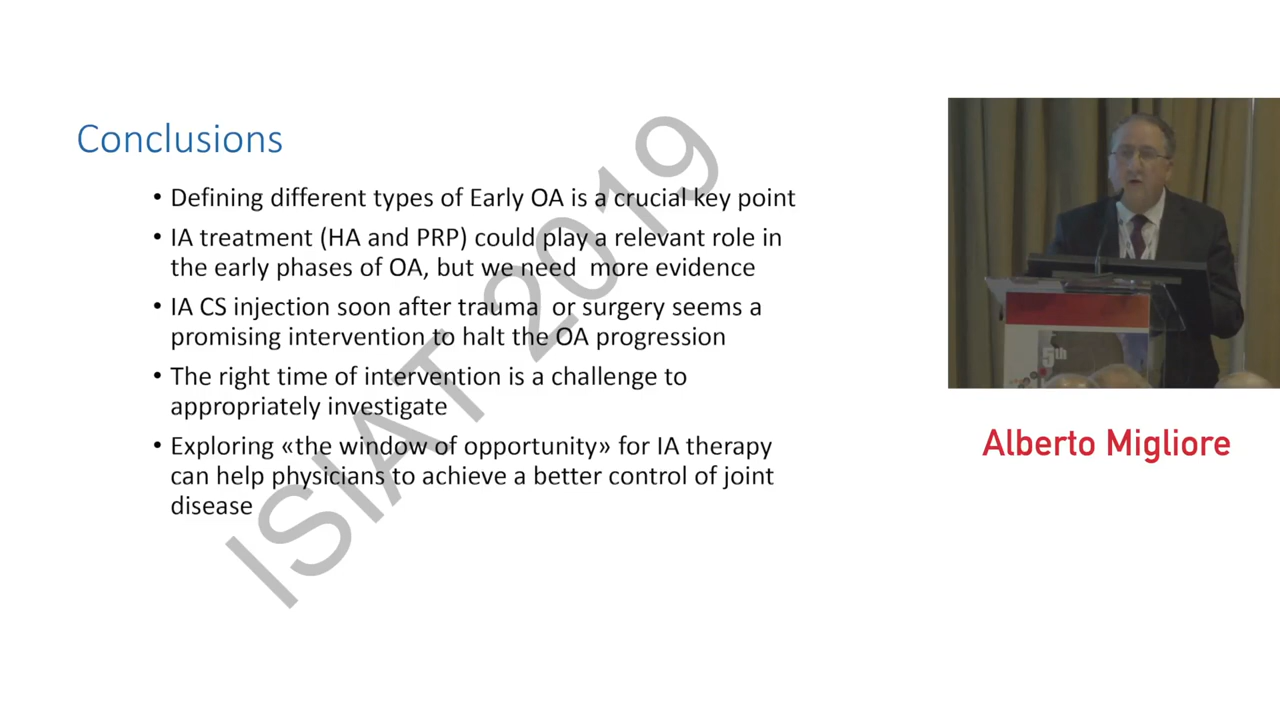 Conclusions
• Defining different types of Early OA is a crucial key point
• IA treatment (HA and PRP) could play a relevant role in
the early phases of OA, but we need more evidence
• IA CS injection soon after trauma or surgery seems a
promising intervention to halt the OA progression
• The right time of intervention is a challenge to
appropriately investigate
• Exploring «the window of opportunity» for IA therapy
can help physicians to achieve a better control of joint
disease
ISIAT 2019
5th
Alberto Migliore